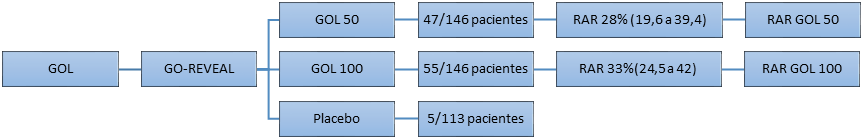 GOL 50
47/146 pacientes
RAR 28% (19,6 a 39,4)
RAR GOL 50
GOL
GO-REVEAL
GOL 100
55/146 pacientes
RAR 33%(24,5 a 42)
RAR GOL 100
Placebo
5/113 pacientes